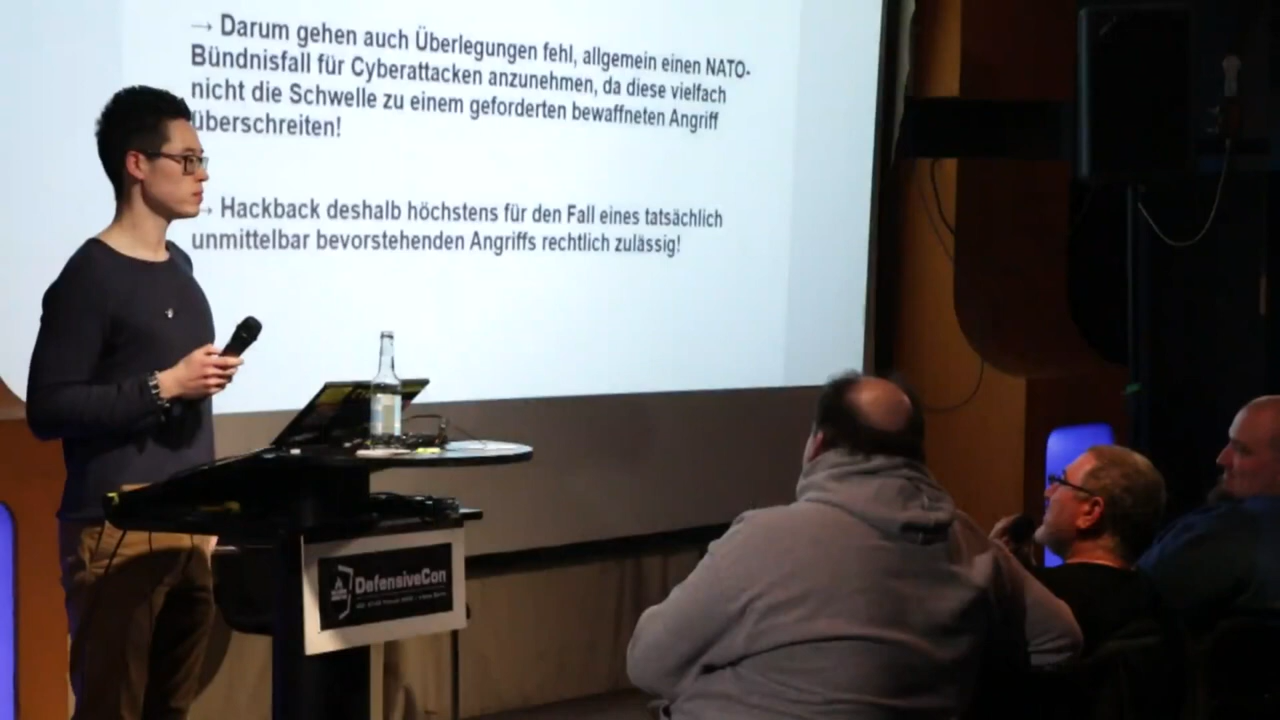 → Darum gehen auch Überlegungen fehl, allgemein einen NATO-
Bündnisfall für Cyberattacken anzunehmen, da diese vielfach
nicht die Schwelle zu einem geforderten bewaffneten Angriff
überschreiten!
→ Hackback deshalb höchstens für den Fall eines tatsächlich
unmittelbar bevorstehenden Angriffs rechtlich zulässig!
DefensiveCon